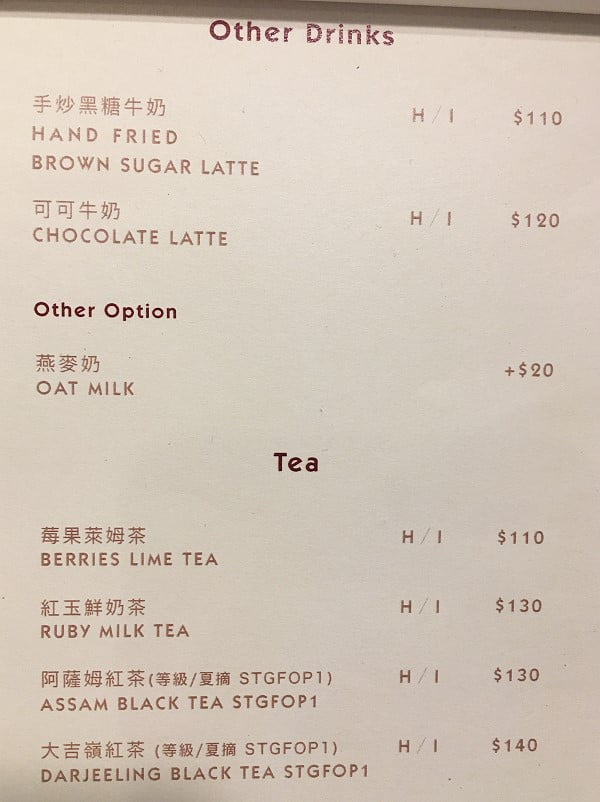 Other Drinks
手炒黑糖牛奶 H / I $110
HAND FRIED
BROWN SUGAR LATTE
可可牛奶 H / I $120
CHOCOLATE LATTE
Other Option
燕麥奶 +$20
OAT MILK
Tea
莓果萊姆茶 H / I $110
BERRIES LIME TEA
紅玉鮮奶茶 H / I $130
RUBY MILK TEA
阿薩姆紅茶(等級/夏摘 STGFOP1) H / I $130
ASSAM BLACK TEA STGFOP1
大吉嶺紅茶 (等級/夏摘 STGFOP1) H / I $140
DARJEELING BLACK TEA STGFOP1